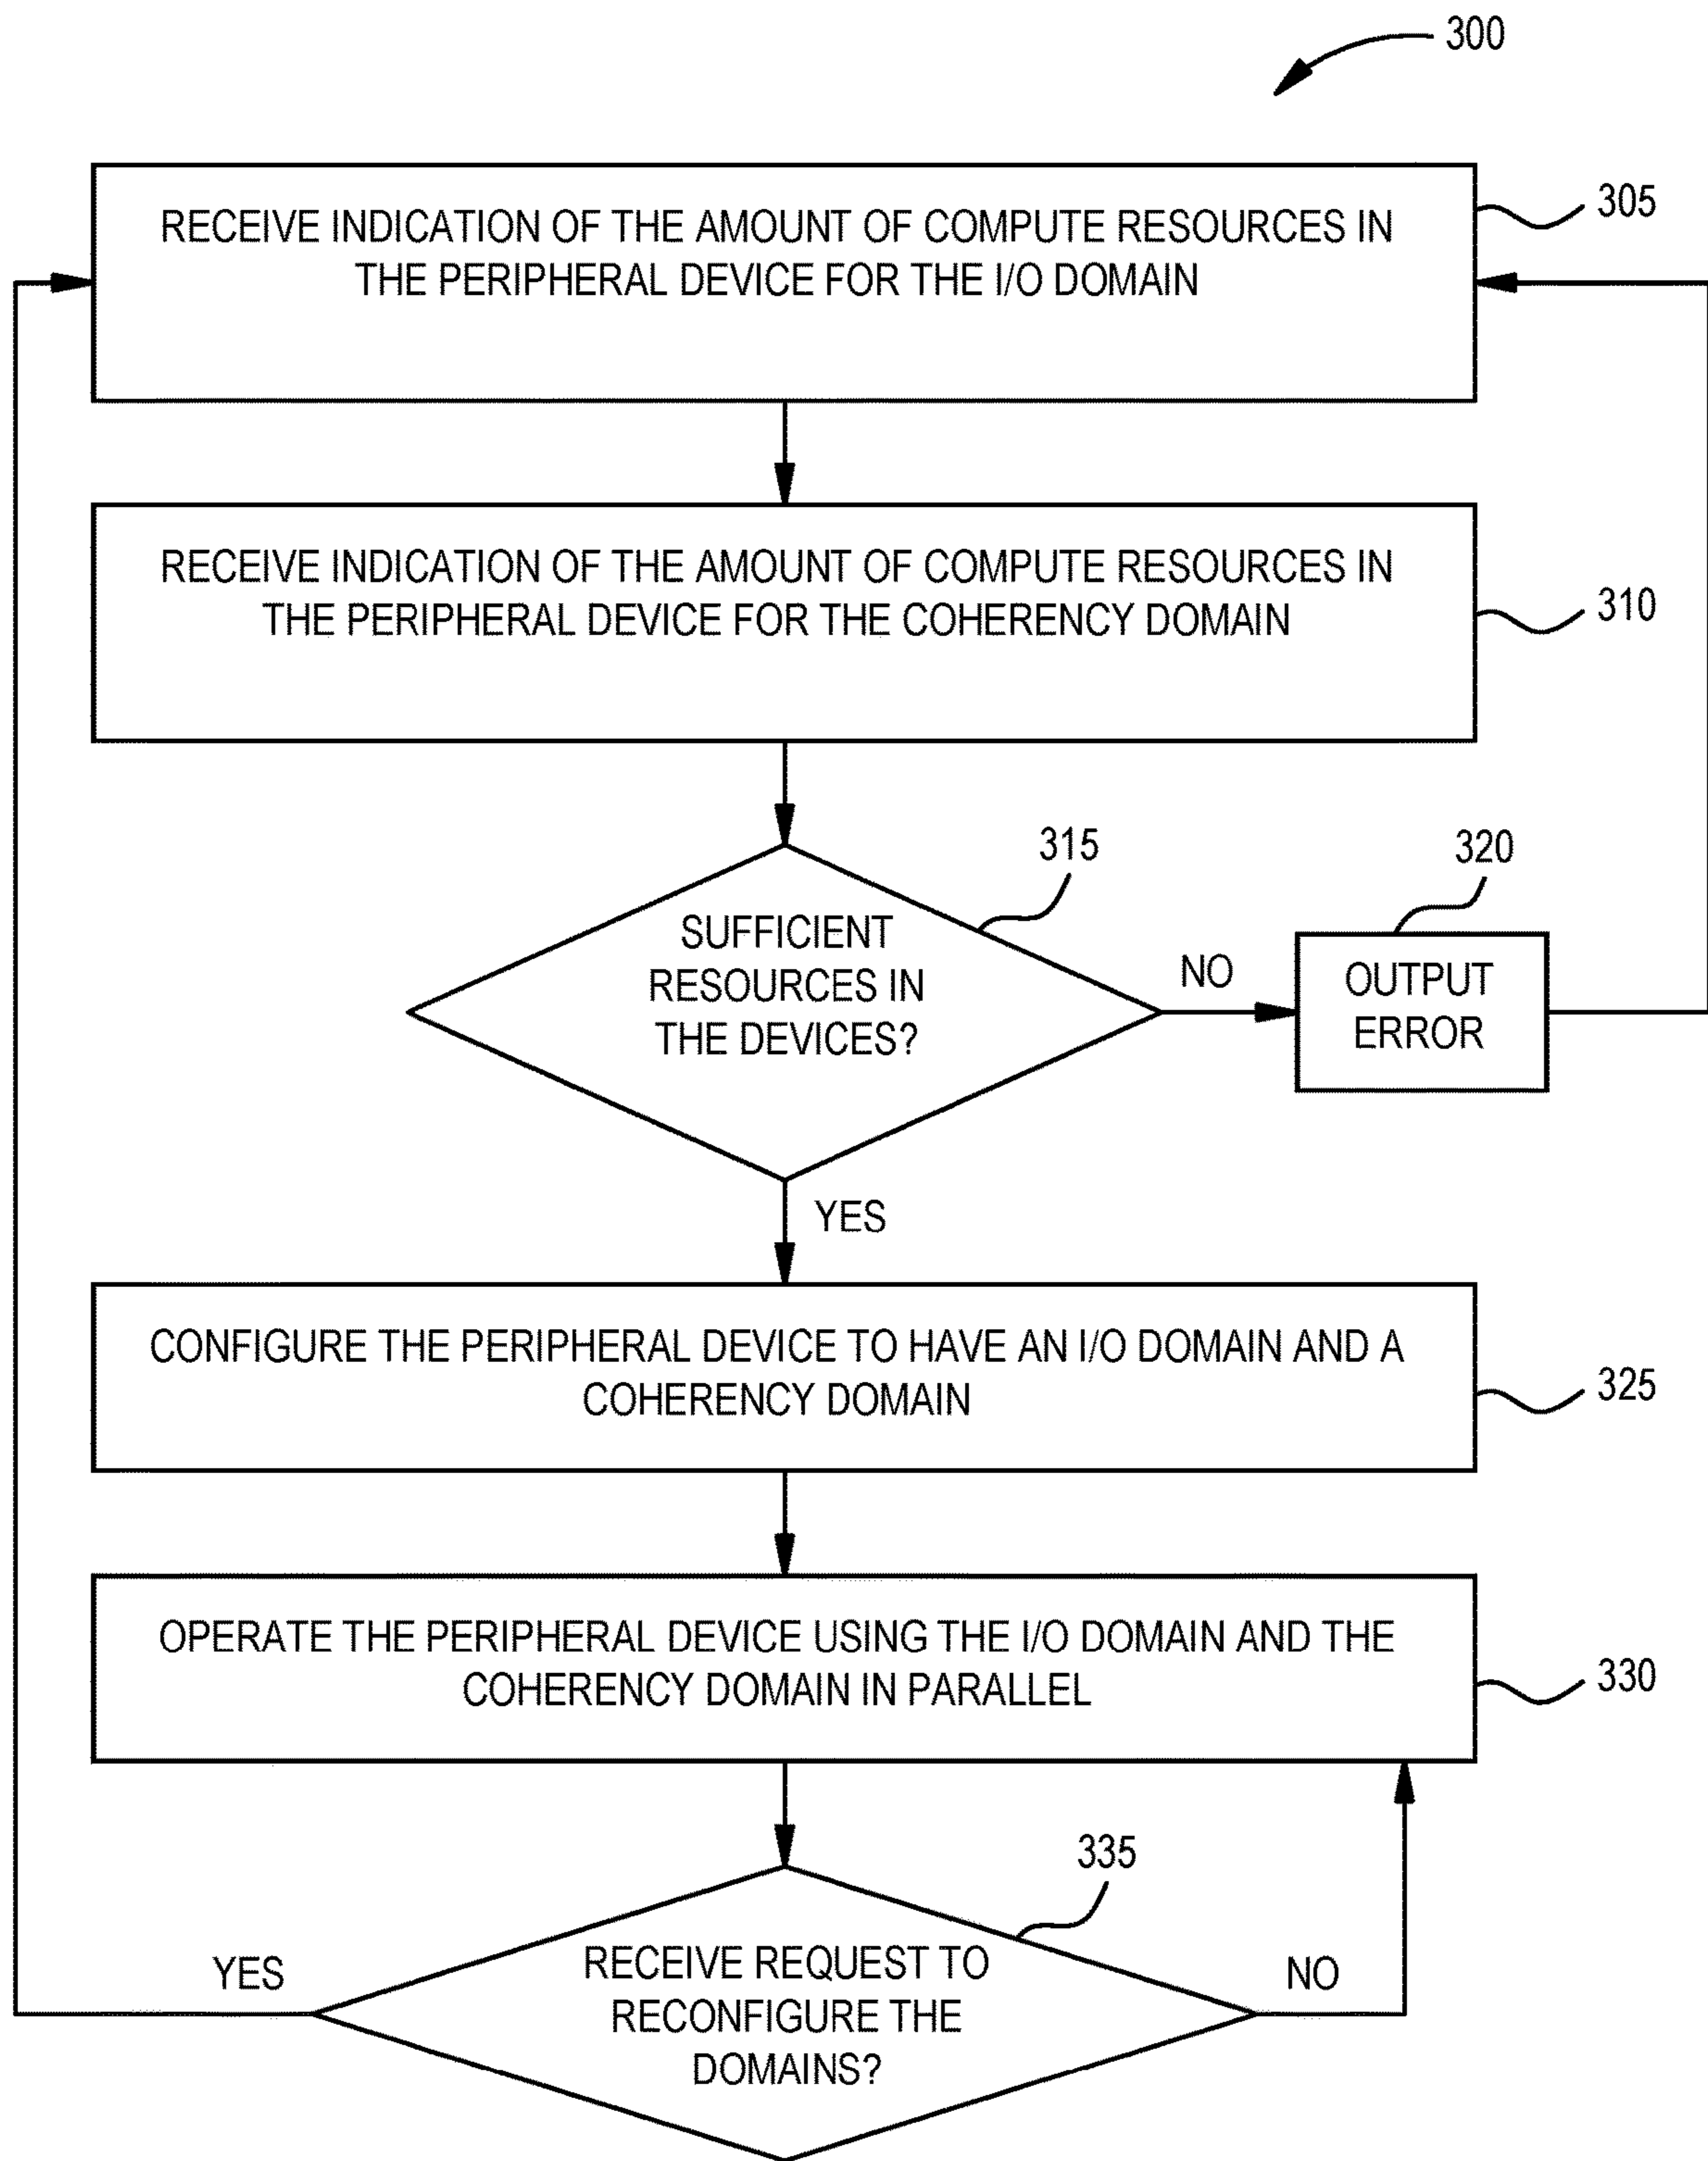 300
RECEIVE INDICATION OF THE AMOUNT OF COMPUTE RESOURCES IN
THE PERIPHERAL DEVICE FOR THE I/O DOMAIN
305
RECEIVE INDICATION OF THE AMOUNT OF COMPUTE RESOURCES IN
THE PERIPHERAL DEVICE FOR THE COHERENCY DOMAIN
310
315
SUFFICIENT
RESOURCES IN
THE DEVICES?
NO
320
OUTPUT
ERROR
YES
CONFIGURE THE PERIPHERAL DEVICE TO HAVE AN I/O DOMAIN AND A
COHERENCY DOMAIN
325
OPERATE THE PERIPHERAL DEVICE USING THE I/O DOMAIN AND THE
COHERENCY DOMAIN IN PARALLEL
330
335
YES
RECEIVE REQUEST TO
RECONFIGURE THE
DOMAINS?
NO